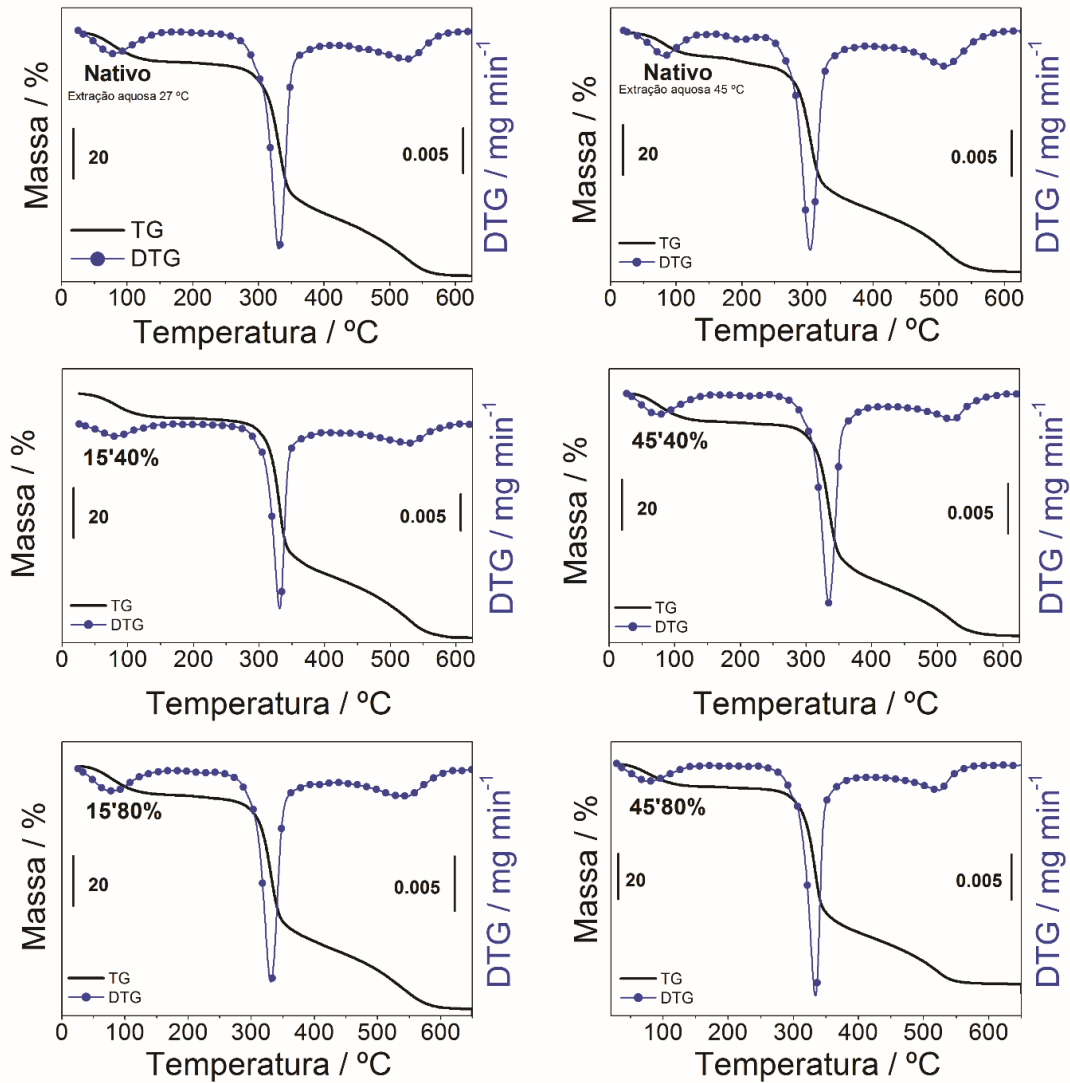 Massa / %
Nativo
Extração aquosa 27 ºC
20
0.005
TG
DTG
DTG / mg min-1
0 100 200 300 400 500 600
Temperatura / ºC
Massa / %
Nativo
Extração aquosa 45 ºC
20
0.005
TG
DTG
DTG / mg min-1
0 100 200 300 400 500 600
Temperatura / ºC
Massa / %
15'40%
20
0.005
TG
DTG
DTG / mg min-1
0 100 200 300 400 500 600
Temperatura / ºC
Massa / %
45'40%
20
0.005
TG
DTG
DTG / mg min-1
0 100 200 300 400 500 600
Temperatura / ºC
Massa / %
15'80%
20
0.005
TG
DTG
DTG / mg min-1
0 100 200 300 400 500 600
Temperatura / ºC
Massa / %
45'80%
20
0.005
TG
DTG
DTG / mg min-1
100 200 300 400 500 600
Temperatura / ºC